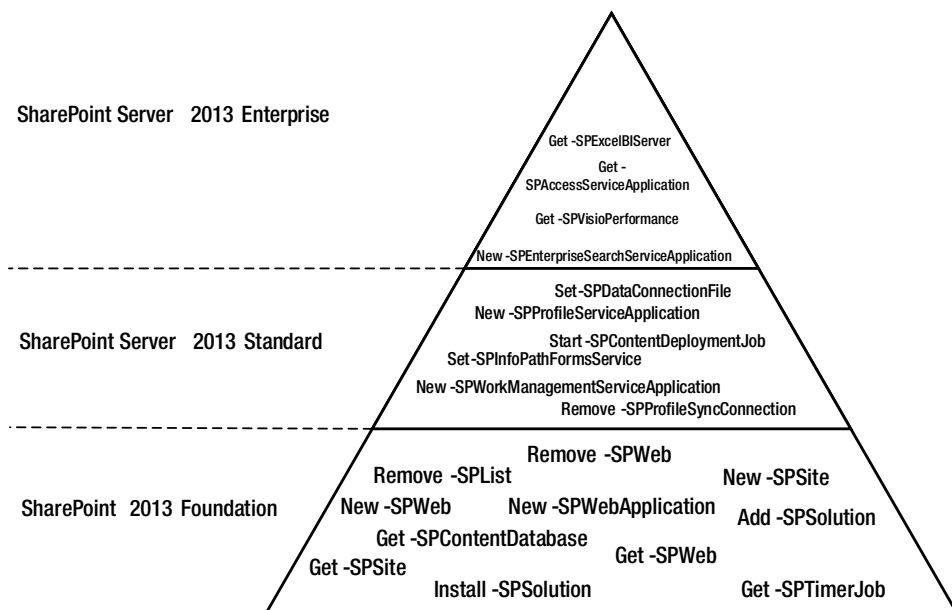 SharePoint Server 2013 Enterprise
Get -SPExcelBIServer
Get -
SPAccessServiceApplication
Get -SPVisioPerformance
New -SPEnterpriseSearchServiceApplication
SharePoint Server 2013 Standard
Set-SPDataConnectionFile
New -SPProfileServiceApplication
Start -SPContentDeploymentJob
Set-SPInfoPathFormsService
New -SPWorkManagementServiceApplication
Remove -SPProfileSyncConnection
SharePoint 2013 Foundation
Remove -SPWeb
Remove -SPList
New -SPSite
New -SPWeb
New -SPWebApplication
Add -SPSolution
Get -SPContentDatabase
Get -SPWeb
Get -SPSite
Install -SPSolution
Get -SPTimerJob